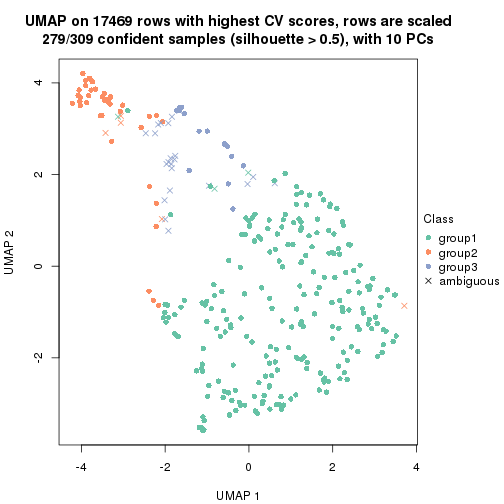 UMAP on 17469 rows with highest CV scores, rows are scaled
279/309 confident samples (silhouette > 0.5), with 10 PCs
4
2
0
-2
UMAP 2
-4
-2
0
2
4
UMAP 1
Class
group1
group2
group3
ambiguous